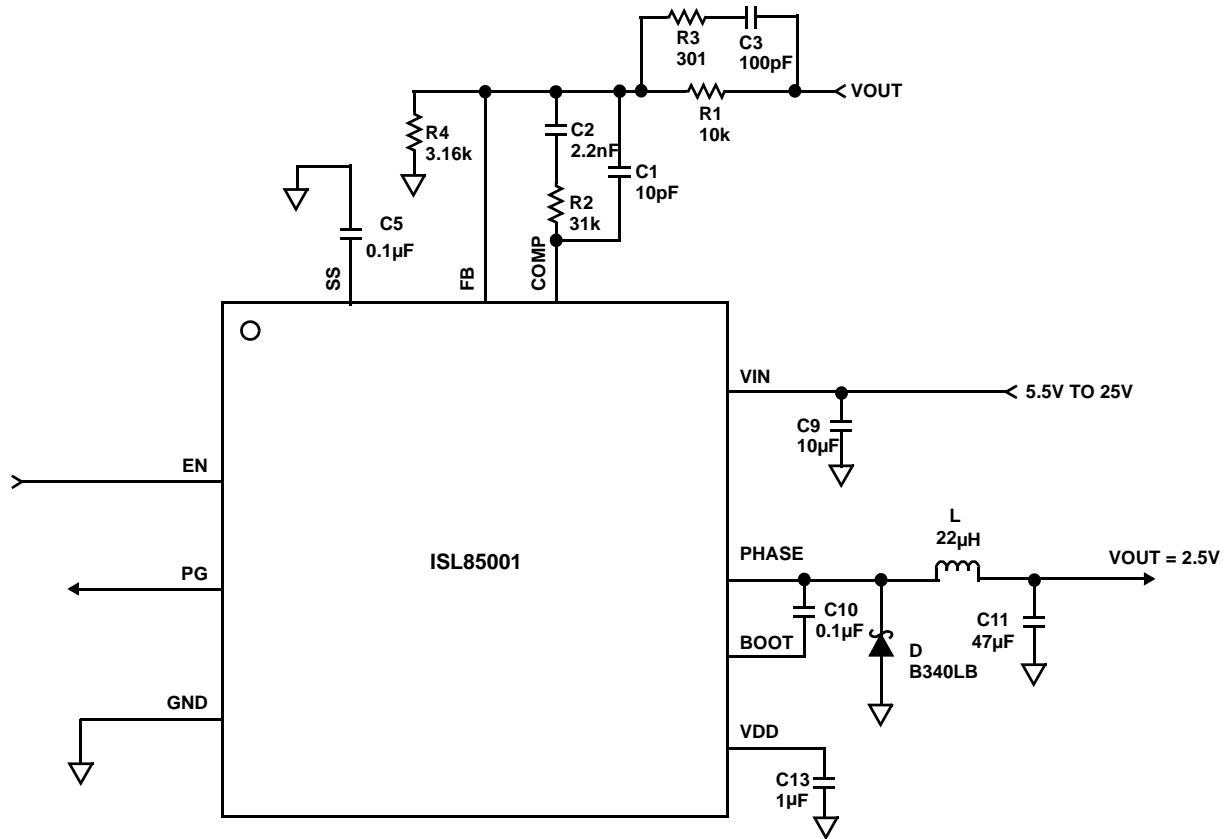 R3
301
C3
100pF
VOUT
R1
10k
R4
3.16k
C2
2.2nF
C1
10pF
R2
31k
C5
0.1µF
SS
FB
COMP
VIN
5.5V TO 25V
C9
10µF
EN
L
22µH
PHASE
VOUT = 2.5V
ISL85001
PG
C10
0.1µF
C11
47µF
BOOT
D
B340LB
GND
VDD
C13
1µF